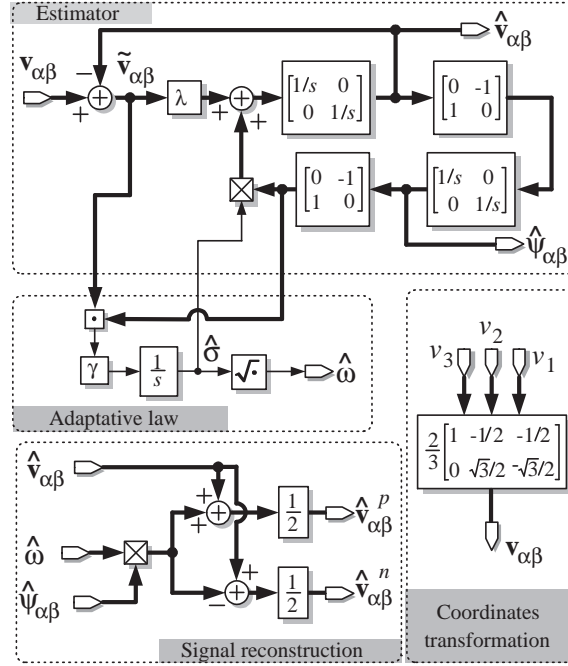 Estimator
v̂αβ
vαβ
−
ṽαβ
+
+
λ
+
+
[1/s 0
0 1/s]
[0 -1
1 0]
[0 -1
1 0]
[1/s 0
0 1/s]
ψ̂αβ
·
γ
1/s
σ̂
√·
ω̂
Adaptative law
v3
v2
v1
2/3 [1 -1/2 -1/2
0 √3/2 -√3/2]
vαβ
Coordinates
transformation
v̂αβ
+
+
+
1/2
v̂αβ p
ω̂
ψ̂αβ
+
−
1/2
v̂αβ n
Signal reconstruction